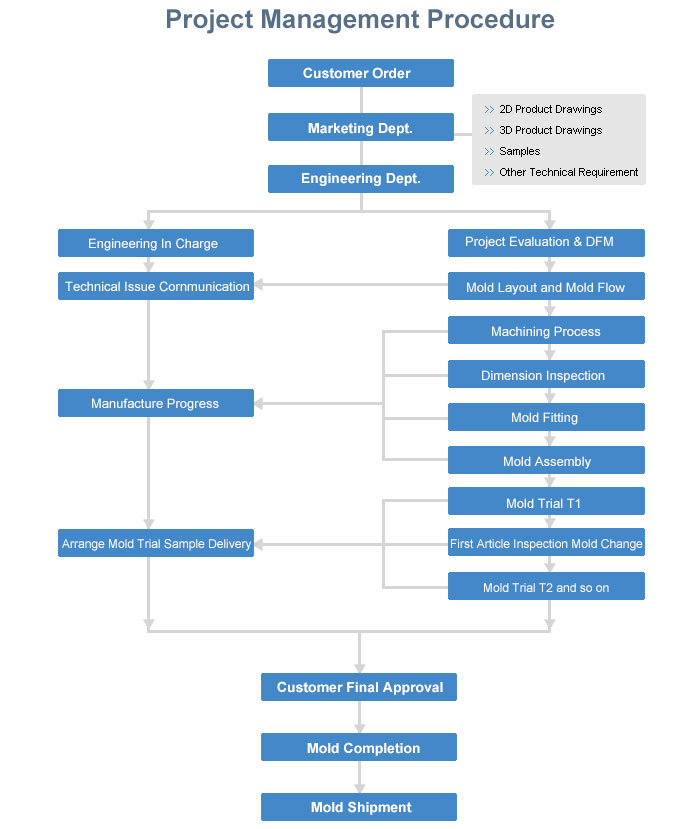 Project Management Procedure
Customer Order
Marketing Dept.
>> 2D Product Drawings
>> 3D Product Drawings
>> Samples
>> Other Technical Requirement
Engineering Dept.
Engineering In Charge
Project Evaluation & DFM
Technical Issue Cornmunication
Mold Layout and Mold Flow
Machining Process
Dimension Inspection
Manufacture Progress
Mold Fitting
Mold Assembly
Mold Trial T1
Arrange Mold Trial Sample Delivery
First Article Inspection Mold Change
Mold Trial T2 and so on
Customer Final Approval
Mold Completion
Mold Shipment